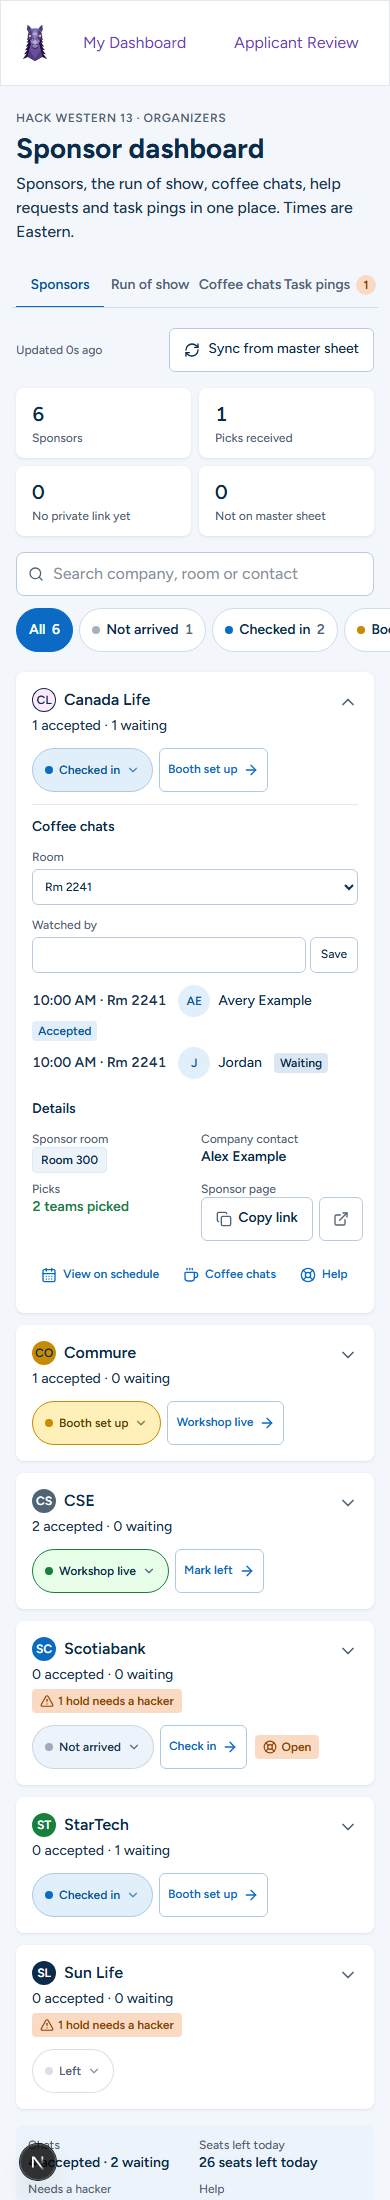 My Dashboard
Applicant Review
HACK WESTERN 13 · ORGANIZERS
Sponsor dashboard
Sponsors, the run of show, coffee chats, help
requests and task pings in one place. Times are
Eastern.
Sponsors
Run of show
Coffee chats
Task pings
1
Updated 0s ago
Sync from master sheet
6
Sponsors
1
Picks received
0
No private link yet
0
Not on master sheet
Search company, room or contact
All 6
Not arrived 1
Checked in 2
Boo
CL
Canada Life
1 accepted · 1 waiting
Checked in
Booth set up
Coffee chats
Room
Rm 2241
Watched by
Save
10:00 AM · Rm 2241
AE
Avery Example
Accepted
10:00 AM · Rm 2241
J
Jordan
Waiting
Details
Sponsor room
Room 300
Company contact
Alex Example
Picks
2 teams picked
Sponsor page
Copy link
View on schedule
Coffee chats
Help
CO
Commure
1 accepted · 0 waiting
Booth set up
Workshop live
CS
CSE
2 accepted · 0 waiting
Workshop live
Mark left
SC
Scotiabank
0 accepted · 0 waiting
1 hold needs a hacker
Not arrived
Check in
Open
ST
StarTech
0 accepted · 1 waiting
Checked in
Booth set up
SL
Sun Life
0 accepted · 0 waiting
1 hold needs a hacker
Left
Chats
accepted · 2 waiting
N
Seats left today
26 seats left today
Needs a hacker
Help